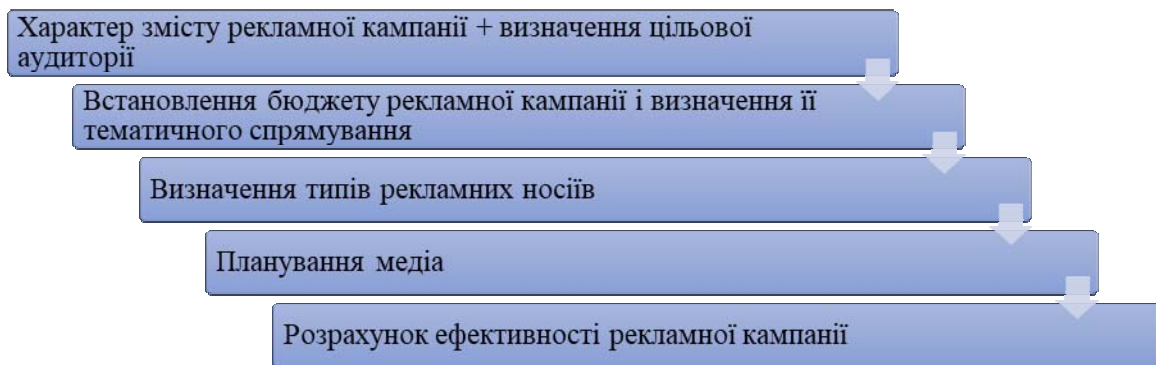 Характер змісту рекламної кампанії + визначення цільової
аудиторії
Встановлення бюджету рекламної кампанії і визначення її
тематичного спрямування
Визначення типів рекламних носіїв
Планування медіа
Розрахунок ефективності рекламної кампанії